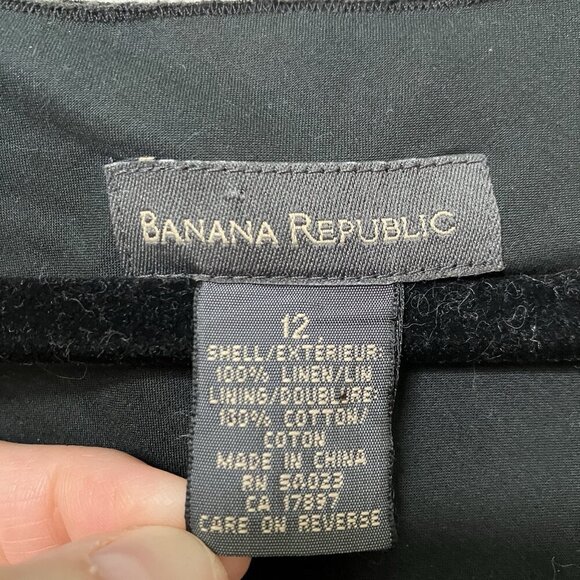 BANANA REPUBLIC
12
SHELL/EXTÉRIEUR:
100% LINEN/LIN
LINING/DOUBLURE:
100% COTTON/
COTON
MADE IN CHINA
RN 54023
CA 17897
CARE ON REVERSE